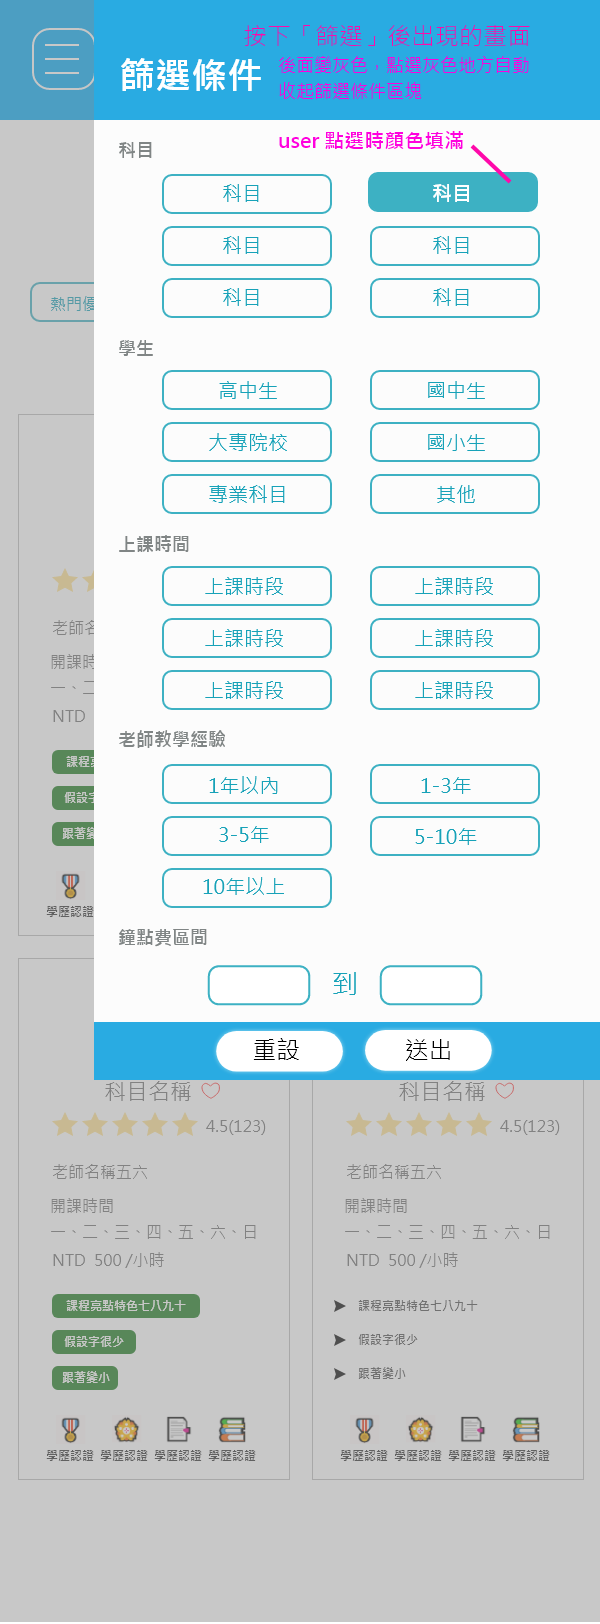 按下「篩選」後出現的畫面
篩選條件
後面變灰色，點選灰色地方自動
收起篩選條件區塊
user 點選時顏色填滿
科目
科目 科目
科目 科目
科目 科目
熱門優
學生
高中生 國中生
大專院校 國小生
專業科目 其他
上課時間
上課時段 上課時段
上課時段 上課時段
上課時段 上課時段
老師名
開課時
一、二
NTD
課程亮
假設字
跟著變
學歷認證
老師教學經驗
1年以內 1-3年
3-5年 5-10年
10年以上
鐘點費區間
到
重設 送出
科目名稱 科目名稱
4.5(123) 4.5(123)
老師名稱五六 老師名稱五六
開課時間 開課時間
一、二、三、四、五、六、日 一、二、三、四、五、六、日
NTD 500 /小時 NTD 500 /小時
課程亮點特色七八九十 課程亮點特色七八九十
假設字很少 假設字很少
跟著變小 跟著變小
學歷認證 學歷認證 學歷認證 學歷認證 學歷認證 學歷認證 學歷認證 學歷認證